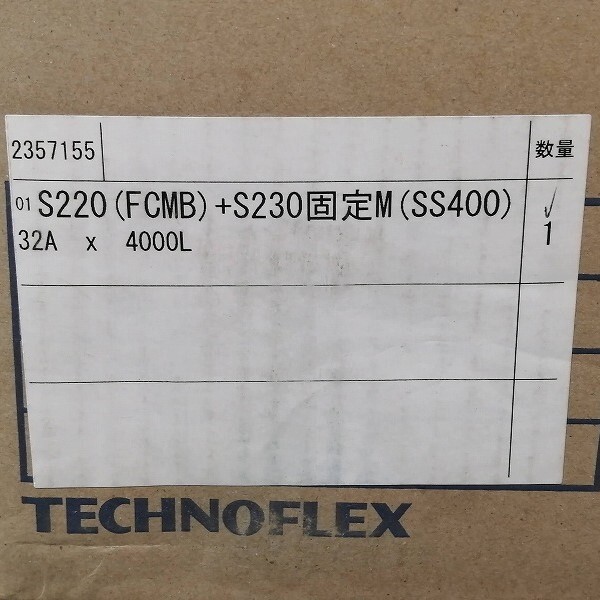 2357155 数量
01 S220(FCMB)+S230固定M(SS400) 1
32A x 4000L
TECHNOFLEX